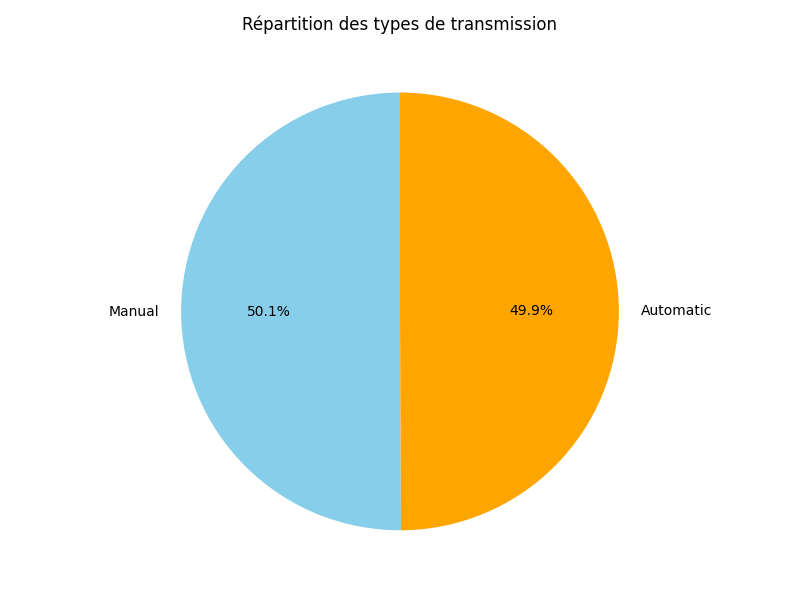 Répartition des types de transmission
Manual
50.1%
49.9%
Automatic